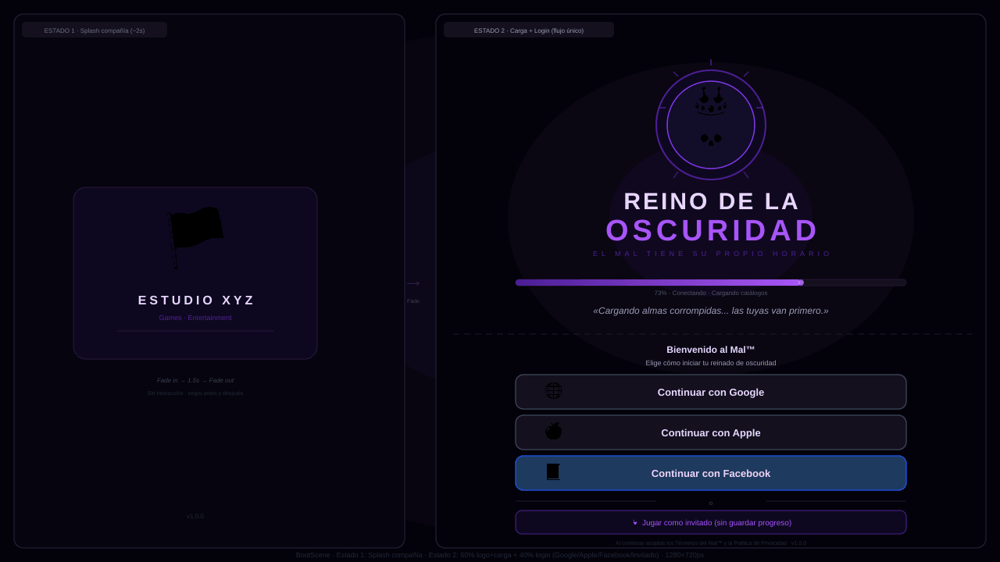 ESTADO 1 · Splash compañía (~2s)
ESTUDIO XYZ
Games · Entertainment
Fade in → 1.5s → Fade out
Sin interacción · negro antes y después
v1.0.0
→
Fade
ESTADO 2 · Carga + Login (flujo único)
REINO DE LA
OSCURIDAD
EL MAL TIENE SU PROPIO HORARIO
73% · Conectando · Cargando catálogos
«Cargando almas corrompidas... las tuyas van primero.»
Bienvenido al Mal™
Elige cómo iniciar tu reinado de oscuridad
Continuar con Google
Continuar con Apple
Continuar con Facebook
o
Jugar como invitado (sin guardar progreso)
Al continuar aceptas los Términos del Mal™ y la Política de Privacidad · v1.0.0
BootScene · Estado 1: Splash compañía · Estado 2: 60% logo+carga + 40% login (Google/Apple/Facebook/Invitado) · 1280×720px